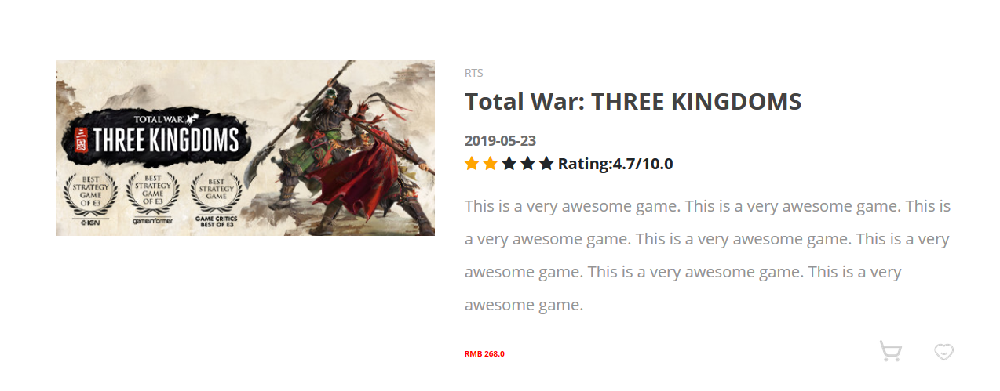 RTS
Total War: THREE KINGDOMS
2019-05-23
Rating:4.7/10.0
This is a very awesome game. This is a very awesome game. This is
a very awesome game. This is a very awesome game. This is a very
awesome game. This is a very awesome game. This is a very
awesome game.
RMB 268.0
TOTAL WAR
三國 THREE KINGDOMS
BEST
STRATEGY
GAME
OF E3
IGN
BEST
STRATEGY
GAME
OF E3
gameinformer
BEST
STRATEGY
GAME
GAME CRITICS
BEST OF E3